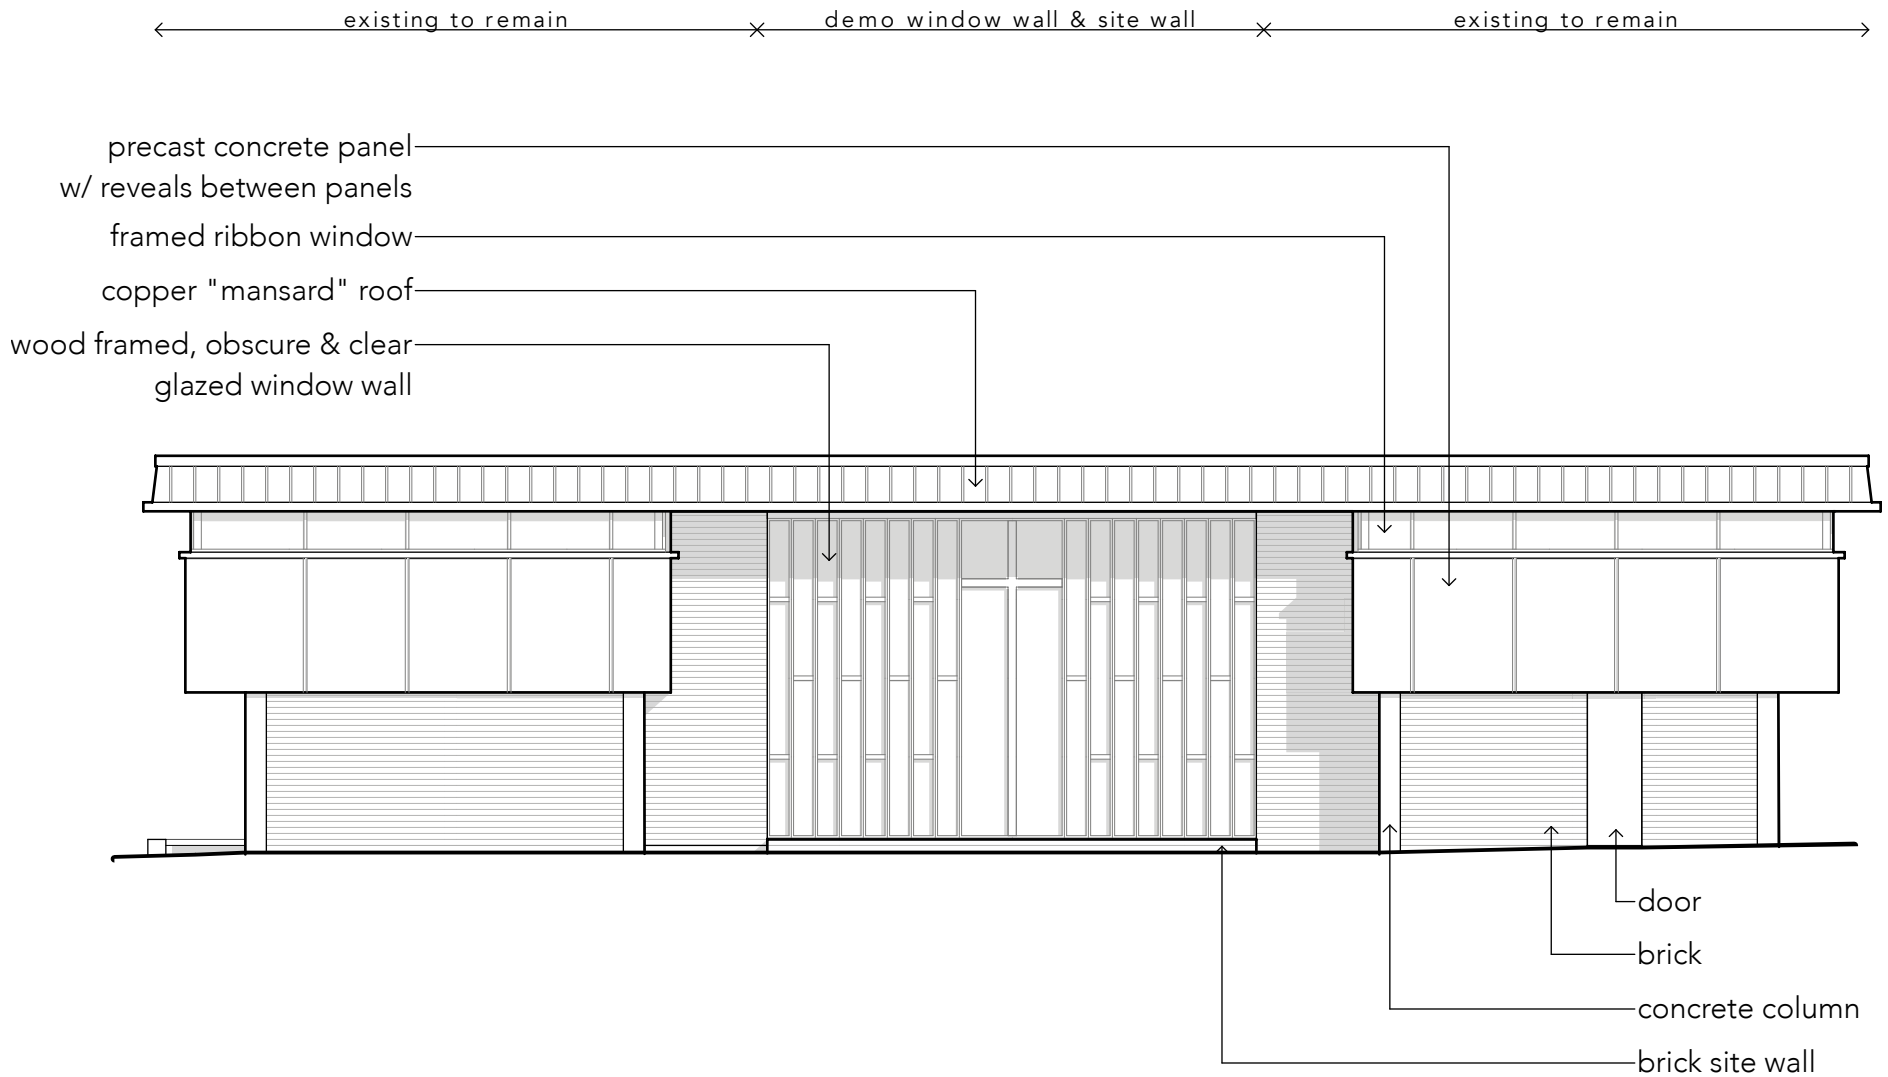 existing to remain
demo window wall & site wall
existing to remain
precast concrete panel
w/ reveals between panels
framed ribbon window
copper "mansard" roof
wood framed, obscure & clear
glazed window wall
door
brick
concrete column
brick site wall